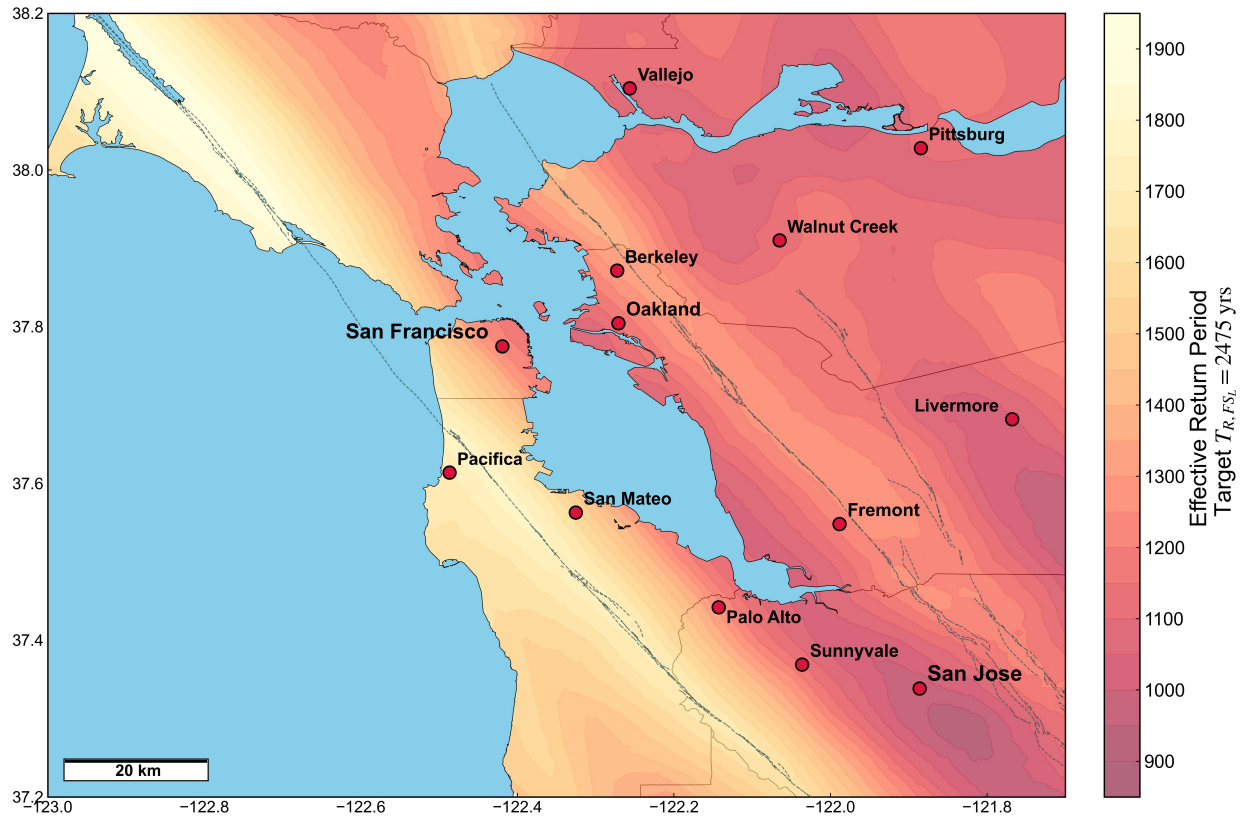 38.2
38.0
37.8
37.6
37.4
37.2
−123.0
−122.8
−122.6
−122.4
−122.2
−122.0
−121.8
Vallejo
Pittsburg
Walnut Creek
Berkeley
Oakland
San Francisco
Livermore
Pacifica
San Mateo
Fremont
Palo Alto
Sunnyvale
San Jose
20 km
1900
1800
1700
1600
1500
1400
1300
1200
1100
1000
900
Effective Return Period
Target T_{R, FS_L} = 2475 yrs